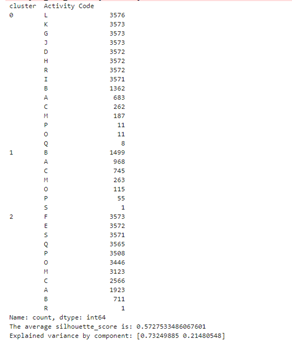 cluster Activity Code
0 L 3576
K 3573
G 3573
J 3573
D 3572
H 3572
R 3572
I 3571
B 1362
A 683
C 262
M 187
P 11
O 11
Q 8
1 B 1499
A 968
C 745
M 263
O 115
P 55
S 1
2 F 3573
E 3572
S 3571
Q 3565
P 3508
O 3446
M 3123
C 2566
A 1923
B 711
R 1
Name: count, dtype: int64
The average silhouette_score is: 0.5727533486067601
Explained variance by component: [0.73249885 0.21480548]